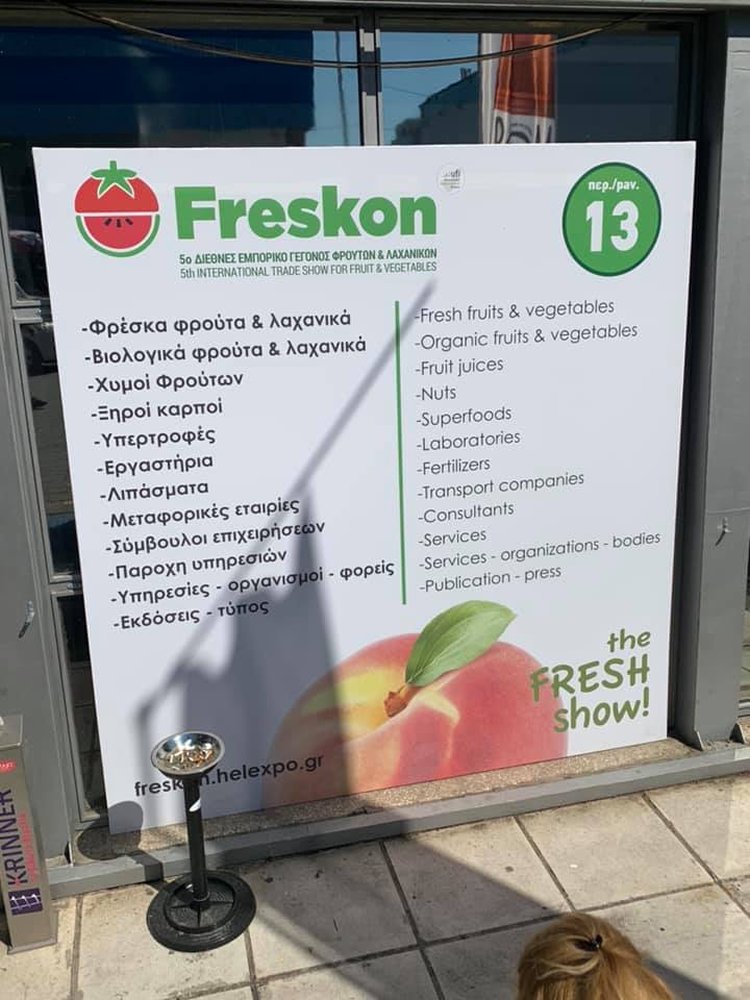 Freskon
ufi
5ο ΔΙΕΘΝΕΣ ΕΜΠΟΡΙΚΟ ΓΕΓΟΝΟΣ ΦΡΟΥΤΩΝ & ΛΑΧΑΝΙΚΩΝ
5th INTERNATIONAL TRADE SHOW FOR FRUIT & VEGETABLES
περ./pav.
13
-Φρέσκα φρούτα & λαχανικά
-Βιολογικά φρούτα & λαχανικά
-Χυμοί Φρούτων
-Ξηροί καρποί
-Υπερτροφές
-Εργαστήρια
-Λιπάσματα
-Μεταφορικές εταιρίες
-Σύμβουλοι επιχειρήσεων
-Παροχη υπηρεσιών
-Υπηρεσίες - οργανισμοί - φορείς
-Εκδόσεις - τύπος
-Fresh fruits & vegetables
-Organic fruits & vegetables
-Fruit juices
-Nuts
-Superfoods
-Laboratories
-Fertilizers
-Transport companies
-Consultants
-Services
-Services - organizations - bodies
-Publication - press
the
FRESH
show!
freskon.helexpo.gr
KRINNER